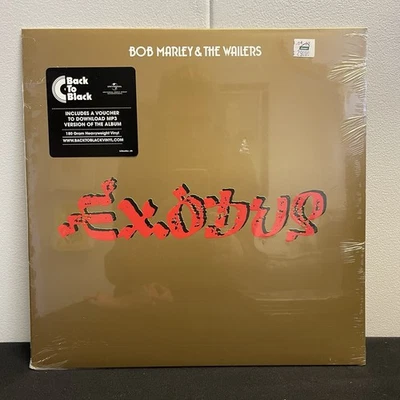 BOB MARLEY & THE WAILERS
Back
To
Black
INCLUDES A VOUCHER
TO DOWNLOAD MP3
VERSION OF THE ALBUM
180 Gram Heavyweight Vinyl
WWW.BACKTOBLACKVINYL.COM
EXODUS